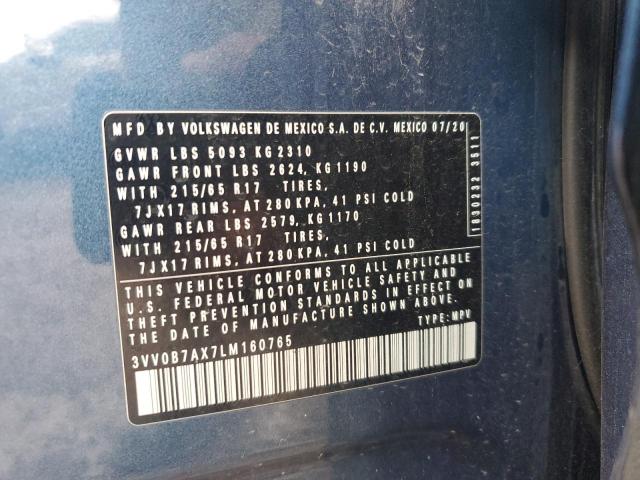 MFD BY VOLKSWAGEN DE MEXICO S.A. DE C.V. MEXICO 07/20
GVWR LBS 5093 KG 2310
GAWR FRONT LBS 2624, KG 1190
WITH 215/65 R17 TIRES,
7JX17 RIMS, AT 280 KPA, 41 PSI COLD
GAWR REAR LBS 2579, KG 1170
WITH 215/65 R17 TIRES,
7JX17 RIMS, AT 280 KPA, 41 PSI COLD
THIS VEHICLE CONFORMS TO ALL APPLICABLE
U.S. FEDERAL MOTOR VEHICLE SAFETY AND
THEFT PREVENTION STANDARDS IN EFFECT ON
THE DATE OF MANUFACTURE SHOWN ABOVE.
TYPE: MPV
3VV0B7AX7LM160765
1830232 3511